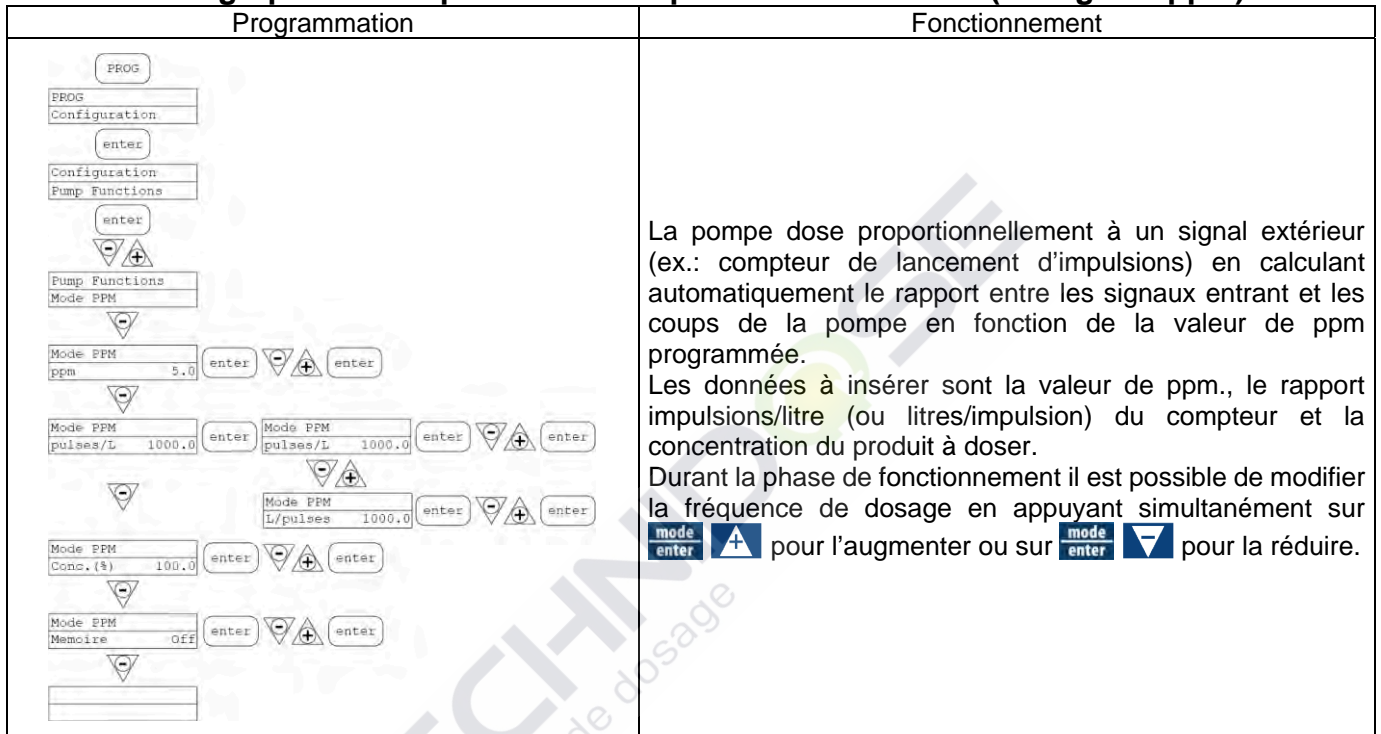 Programmation
Fonctionnement
PROG
PROG
Configuration
enter
Configuration
Pump Functions
enter
Pump Functions
Mode PPM
Mode PPM
ppm 5.0
enter
enter
Mode PPM
pulses/L 1000.0
enter
Mode PPM
pulses/L 1000.0
enter
enter
Mode PPM
L/pulses 1000.0
enter
enter
Mode PPM
Conc.(%) 100.0
enter
enter
Mode PPM
Memoire Off
enter
enter
La pompe dose proportionnellement à un signal extérieur
(ex.: compteur de lancement d’impulsions) en calculant
automatiquement le rapport entre les signaux entrant et les
coups de la pompe en fonction de la valeur de ppm
programmée.
Les données à insérer sont la valeur de ppm., le rapport
impulsions/litre (ou litres/impulsion) du compteur et la
concentration du produit à doser.
Durant la phase de fonctionnement il est possible de modifier
la fréquence de dosage en appuyant simultanément sur
mode enter + pour l’augmenter ou sur mode enter - pour la réduire.
de dosage